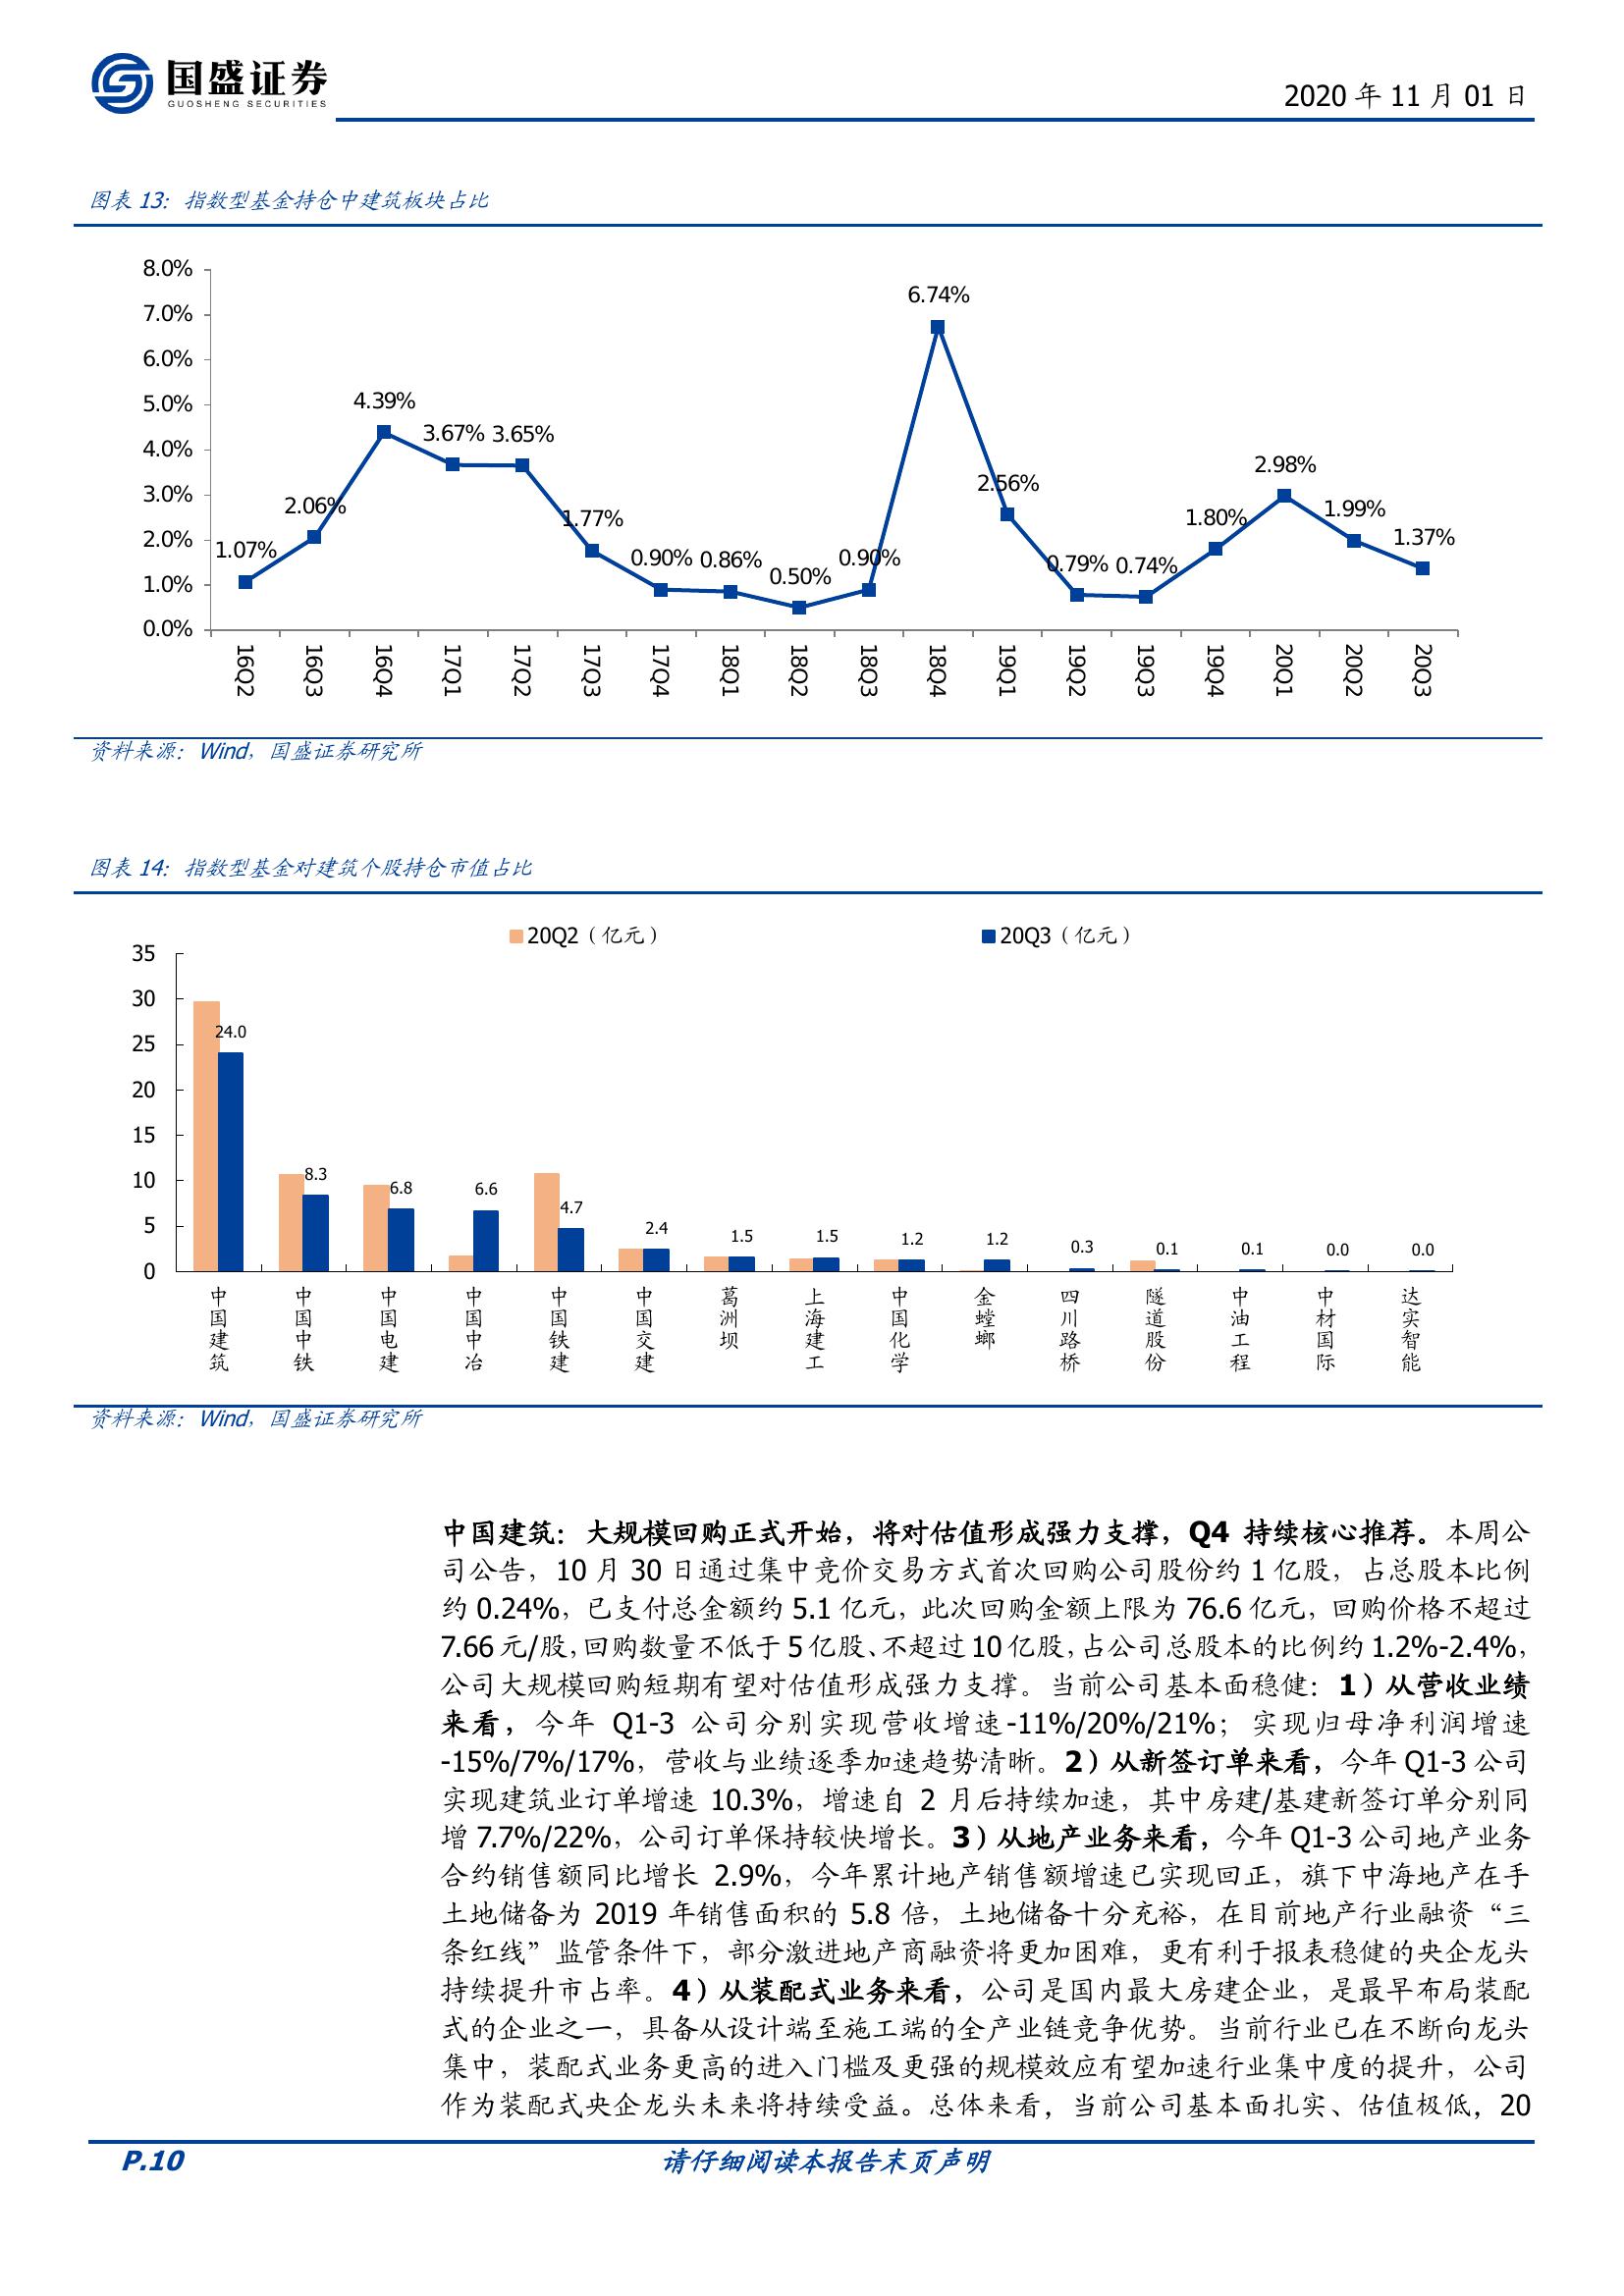 国盛证券
GUOSHENG SECURITIES
2020 年 11 月 01 日
图表 13：指数型基金持仓中建筑板块占比
8.0%
7.0%
6.0%
5.0%
4.0%
3.0%
2.0%
1.0%
0.0%
1.07%
2.06%
4.39%
3.67%
3.65%
1.77%
0.90%
0.86%
0.50%
0.90%
6.74%
2.56%
0.79%
0.74%
1.80%
2.98%
1.99%
1.37%
16Q2
16Q3
16Q4
17Q1
17Q2
17Q3
17Q4
18Q1
18Q2
18Q3
18Q4
19Q1
19Q2
19Q3
19Q4
20Q1
20Q2
20Q3
资料来源：Wind，国盛证券研究所
图表 14：指数型基金对建筑个股持仓市值占比
20Q2（亿元）
20Q3（亿元）
35
30
25
20
15
10
5
0
24.0
8.3
6.8
6.6
4.7
2.4
1.5
1.5
1.2
1.2
0.3
0.1
0.1
0.0
0.0
中国建筑
中国中铁
中国电建
中国中冶
中国铁建
中国交建
葛洲坝
上海建工
中国化学
金螳螂
四川路桥
隧道股份
中油工程
中材国际
达实智能
资料来源：Wind，国盛证券研究所
中国建筑：大规模回购正式开始，将对估值形成强力支撑，Q4 持续核心推荐。本周公
司公告，10 月 30 日通过集中竞价交易方式首次回购公司股份约 1 亿股，占总股本比例
约 0.24%，已支付总金额约 5.1 亿元，此次回购金额上限为 76.6 亿元，回购价格不超过
7.66 元/股，回购数量不低于 5 亿股、不超过 10 亿股，占公司总股本的比例约 1.2%-2.4%，
公司大规模回购短期有望对估值形成强力支撑。当前公司基本面稳健：1）从营收业绩
来看，今年 Q1-3 公司分别实现营收增速-11%/20%/21%；实现归母净利润增速
-15%/7%/17%，营收与业绩逐季加速趋势清晰。2）从新签订单来看，今年 Q1-3 公司
实现建筑业订单增速 10.3%，增速自 2 月后持续加速，其中房建/基建新签订单分别同
增 7.7%/22%，公司订单保持较快增长。3）从地产业务来看，今年 Q1-3 公司地产业务
合约销售额同比增长 2.9%，今年累计地产销售额增速已实现回正，旗下中海地产在手
土地储备为 2019 年销售面积的 5.8 倍，土地储备十分充裕，在目前地产行业融资“三
条红线”监管条件下，部分激进地产商融资将更加困难，更有利于报表稳健的央企龙头
持续提升市占率。4）从装配式业务来看，公司是国内最大房建企业，是最早布局装配
式的企业之一，具备从设计端至施工端的全产业链竞争优势。当前行业已在不断向龙头
集中，装配式业务更高的进入门槛及更强的规模效应有望加速行业集中度的提升，公司
作为装配式央企龙头未来将持续受益。总体来看，当前公司基本面扎实、估值极低，20
P.10
请仔细阅读本报告末页声明